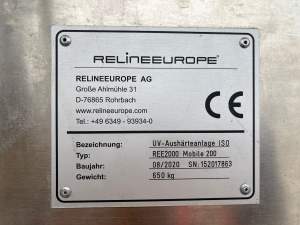 RELINEEUROPE®
RELINEEUROPE AG
Große Ahlmühle 31
D-76865 Rohrbach
www.relineeurope.com
Tel.: +49 6349 - 93934-0
CE
Bezeichnung: UV-Aushärteanlage ISO
Typ: REE2000 Mobile 200
Baujahr: 08/2020 SN: 152017863
Gewicht: 650 kg